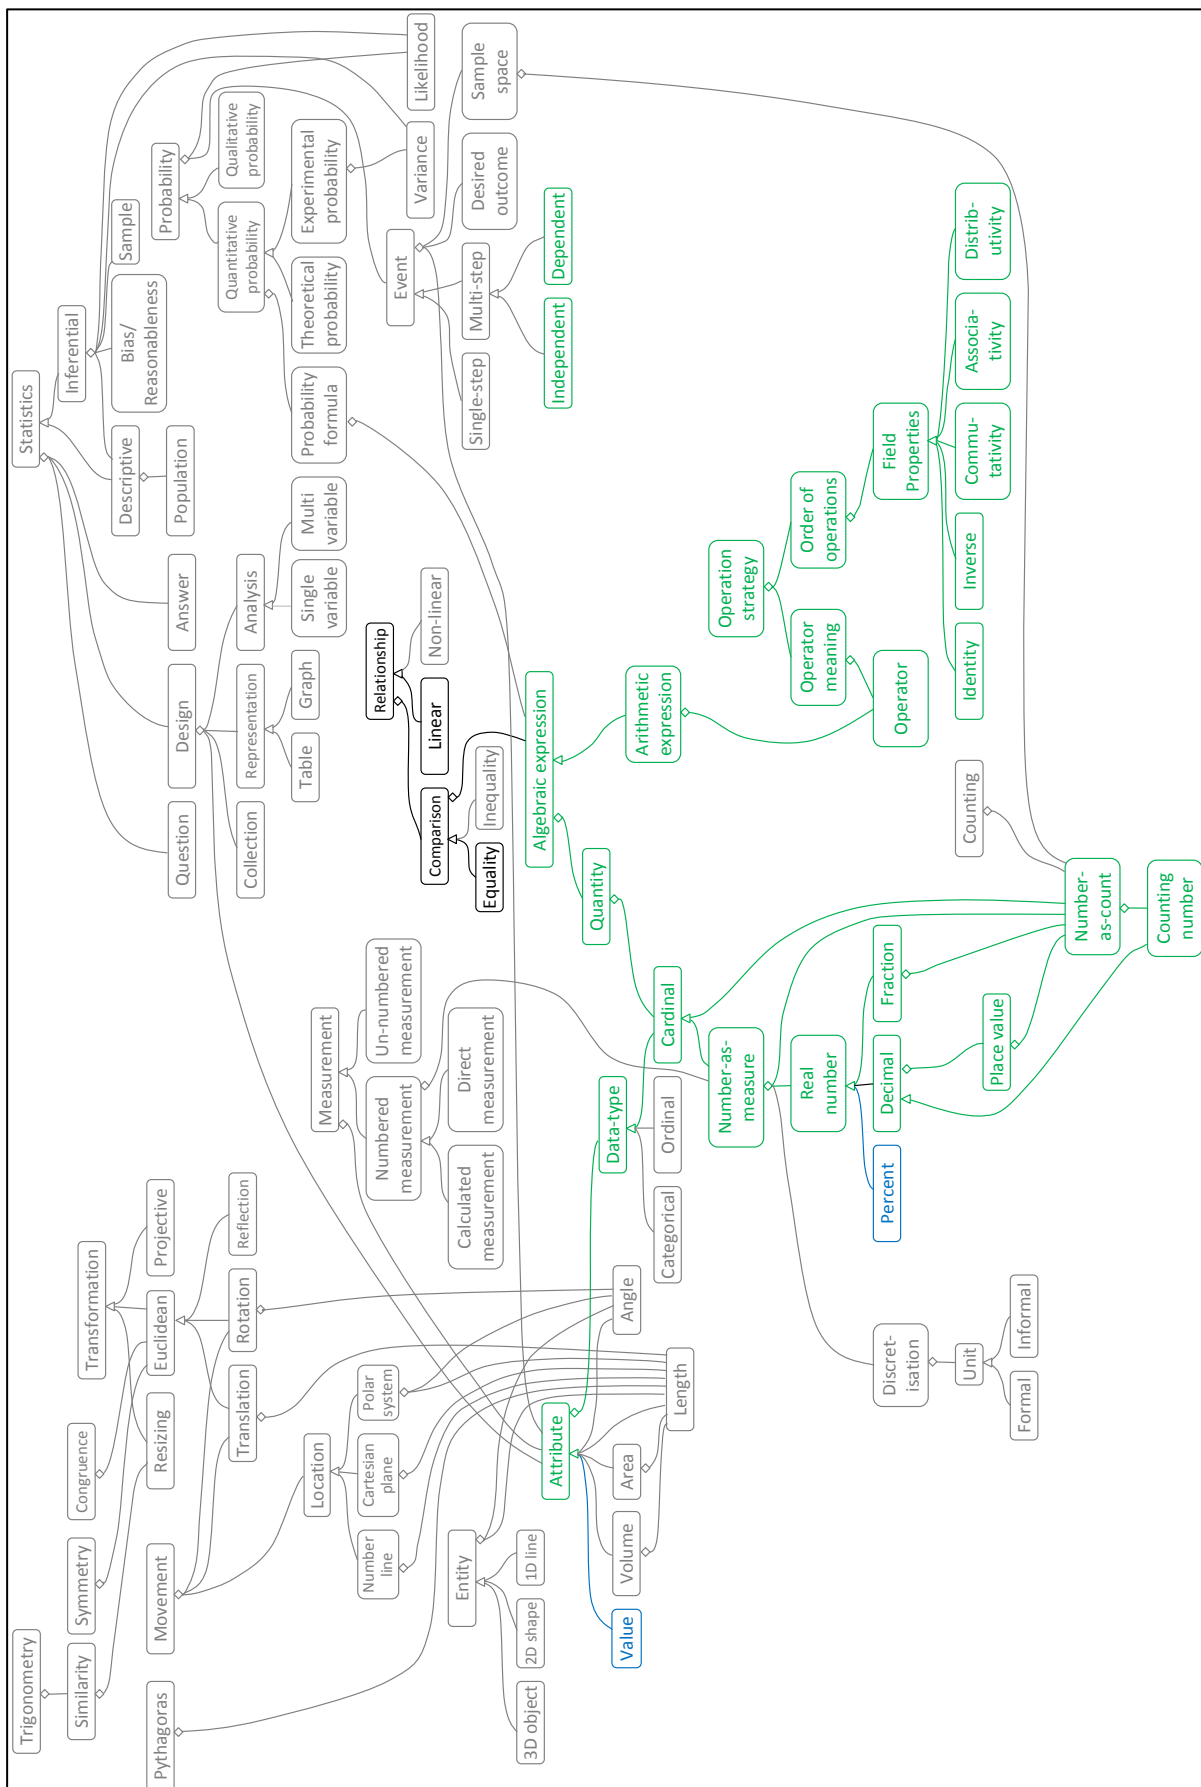 Trigonometry
Similarity
Symmetry
Congruence
Transformation
Resizing
Euclidean
Projective
Pythagoras
Movement
Translation
Rotation
Reflection
Location
Number
line
Cartesian
plane
Polar
system
Entity
3D object
2D shape
1D line
Attribute
Value
Volume
Area
Length
Angle
Measurement
Numbered
measurement
Un-numbered
measurement
Calculated
measurement
Direct
measurement
Data-type
Categorical
Ordinal
Cardinal
Quantity
Number-as-
measure
Real
number
Percent
Decimal
Fraction
Place value
Discret-
isation
Unit
Formal
Informal
Number-
as-count
Counting
number
Counting
Statistics
Question
Design
Answer
Descriptive
Inferential
Population
Bias/
Reasonableness
Sample
Collection
Representation
Analysis
Table
Graph
Single
variable
Multi
variable
Probability
Quantitative
probability
Qualitative
probability
Probability
formula
Theoretical
probability
Experimental
probability
Variance
Likelihood
Event
Single-step
Multi-step
Desired
outcome
Sample
space
Independent
Dependent
Relationship
Comparison
Linear
Non-linear
Equality
Inequality
Algebraic expression
Arithmetic
expression
Operation
strategy
Operator
meaning
Order of
operations
Operator
Field
Properties
Identity
Inverse
Commu-
tativity
Associa-
tivity
Distrib-
utivity